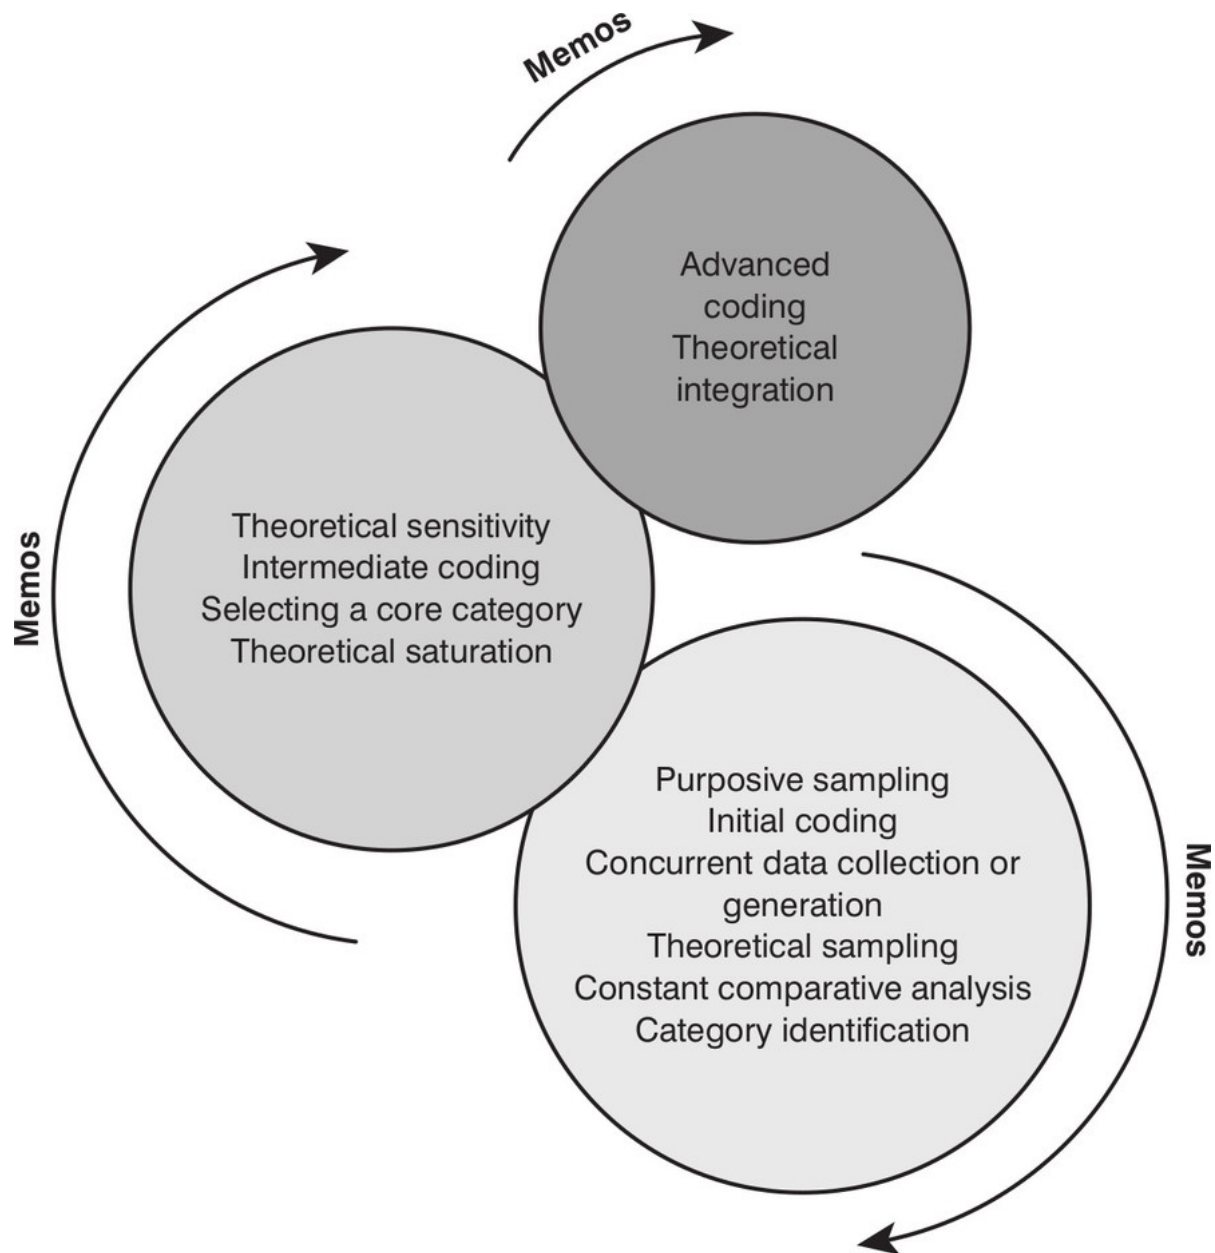 Memos
Advanced
coding
Theoretical
integration
Memos
Theoretical sensitivity
Intermediate coding
Selecting a core category
Theoretical saturation
Purposive sampling
Initial coding
Concurrent data collection or
generation
Theoretical sampling
Constant comparative analysis
Category identification
Memos